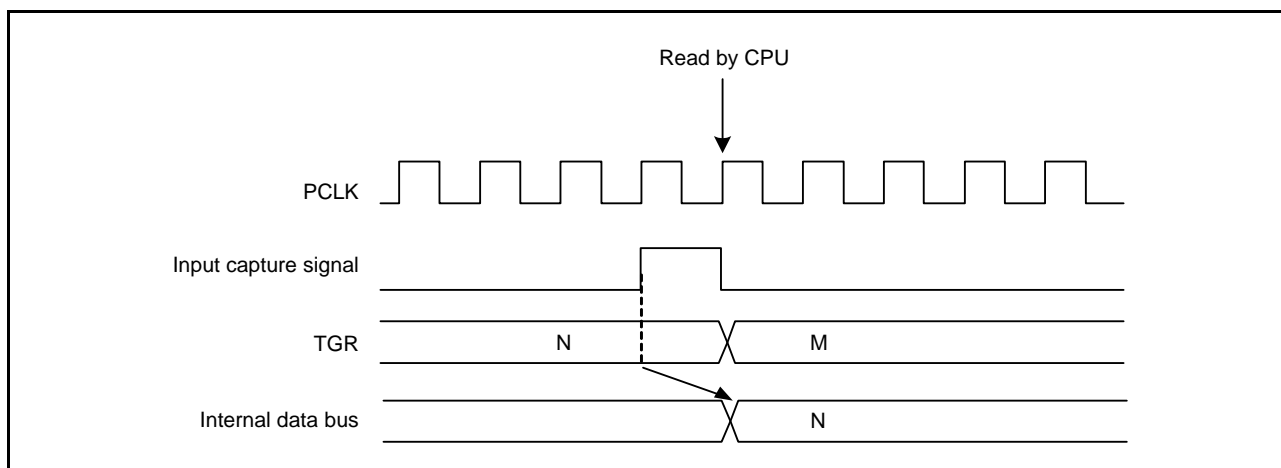 Read by CPU
PCLK
Input capture signal
TGR
N
M
Internal data bus
N